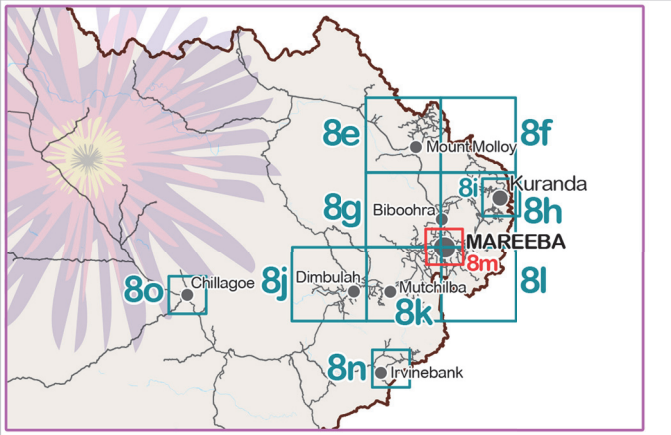 8e
8f
Mount Molloy
8i
Kuranda
8g
Biboohra
8h
MAREEBA
8m
8o
Chillagoe
8j
Dimbulah
Mutchilba
8k
8l
8n
Irvinebank